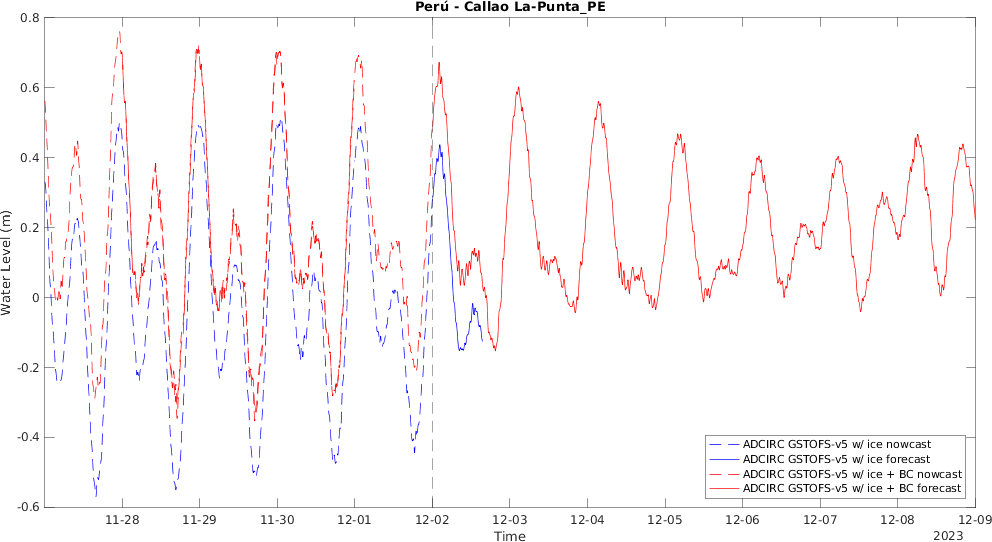 Perú - Callao La-Punta_PE
Water Level (m)
0.8
0.6
0.4
0.2
0
-0.2
-0.4
-0.6
ADCIRC GSTOFS-v5 w/ ice nowcast
ADCIRC GSTOFS-v5 w/ ice forecast
ADCIRC GSTOFS-v5 w/ ice + BC nowcast
ADCIRC GSTOFS-v5 w/ ice + BC forecast
11-28 11-29 11-30 12-01 12-02 12-03 12-04 12-05 12-06 12-07 12-08 12-09
Time
2023